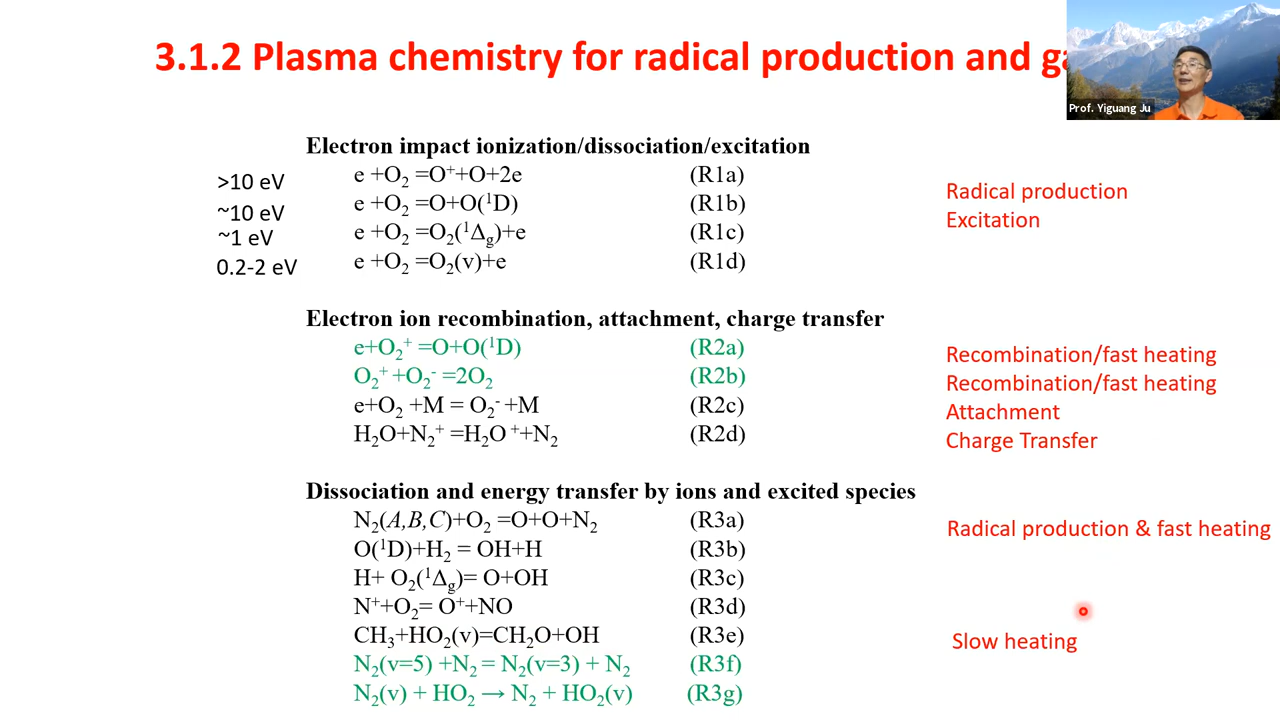 3.1.2 Plasma chemistry for radical production and ga
Prof. Yiguang Ju
Electron impact ionization/dissociation/excitation
>10 eV e +O₂ =O⁺+O+2e (R1a)
~10 eV e +O₂ =O+O(¹D) (R1b)
~1 eV e +O₂ =O₂(¹Δg)+e (R1c)
0.2-2 eV e +O₂ =O₂(v)+e (R1d)
Radical production
Excitation
Electron ion recombination, attachment, charge transfer
e+O₂⁺ =O+O(¹D) (R2a) Recombination/fast heating
O₂⁺ +O₂⁻ =2O₂ (R2b) Recombination/fast heating
e+O₂ +M = O₂⁻ +M (R2c) Attachment
H₂O+N₂⁺ =H₂O ⁺+N₂ (R2d) Charge Transfer
Dissociation and energy transfer by ions and excited species
N₂(A,B,C)+O₂ =O+O+N₂ (R3a) Radical production & fast heating
O(¹D)+H₂ = OH+H (R3b)
H+ O₂(¹Δg)= O+OH (R3c)
N⁺+O₂= O⁺+NO (R3d)
CH₃+HO₂(v)=CH₂O+OH (R3e) Slow heating
N₂(v=5) +N₂ = N₂(v=3) + N₂ (R3f)
N₂(v) + HO₂ → N₂ + HO₂(v) (R3g)